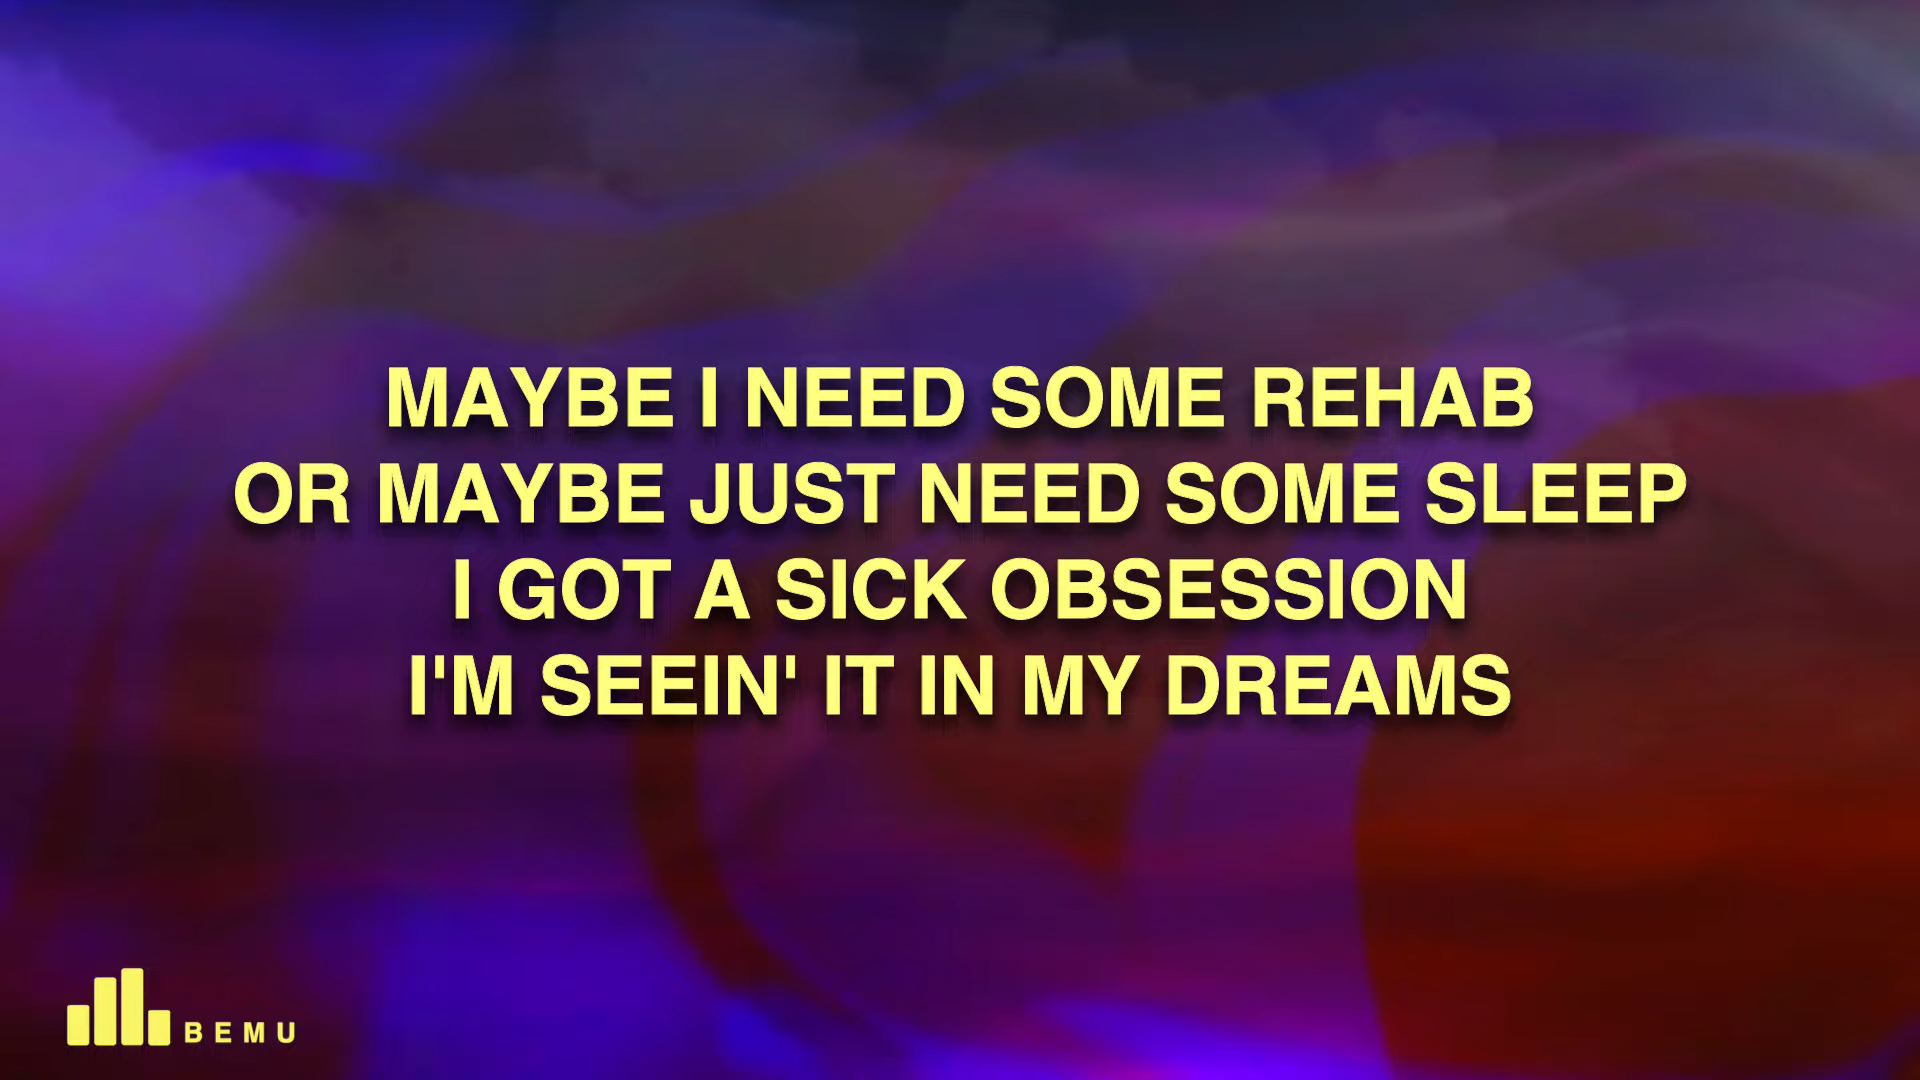 MAYBE I NEED SOME REHAB
OR MAYBE JUST NEED SOME SLEEP
I GOT A SICK OBSESSION
I'M SEEIN' IT IN MY DREAMS
BEMU